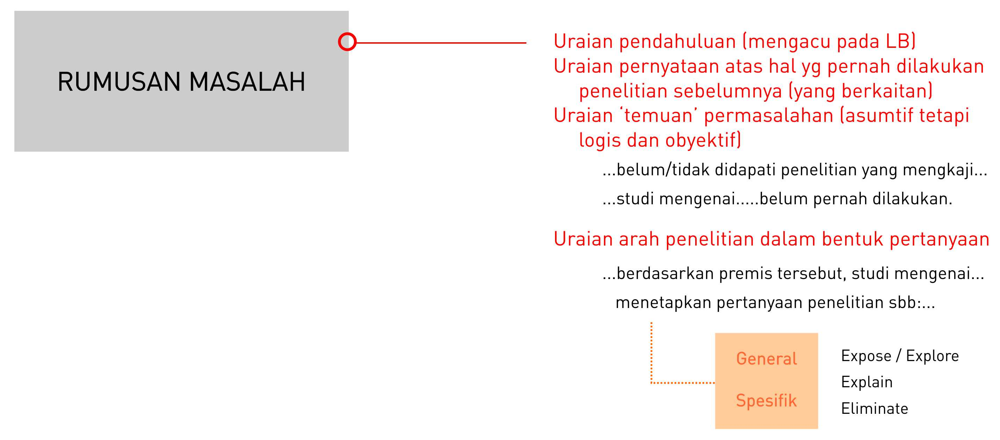 RUMUSAN MASALAH
Uraian pendahuluan (mengacu pada LB)
Uraian pernyataan atas hal yg pernah dilakukan
penelitian sebelumnya (yang berkaitan)
Uraian ‘temuan’ permasalahan (asumtif tetapi
logis dan obyektif)
...belum/tidak didapati penelitian yang mengkaji...
...studi mengenai.....belum pernah dilakukan.
Uraian arah penelitian dalam bentuk pertanyaan
...berdasarkan premis tersebut, studi mengenai...
menetapkan pertanyaan penelitian sbb:...
General
Spesifik
Expose / Explore
Explain
Eliminate